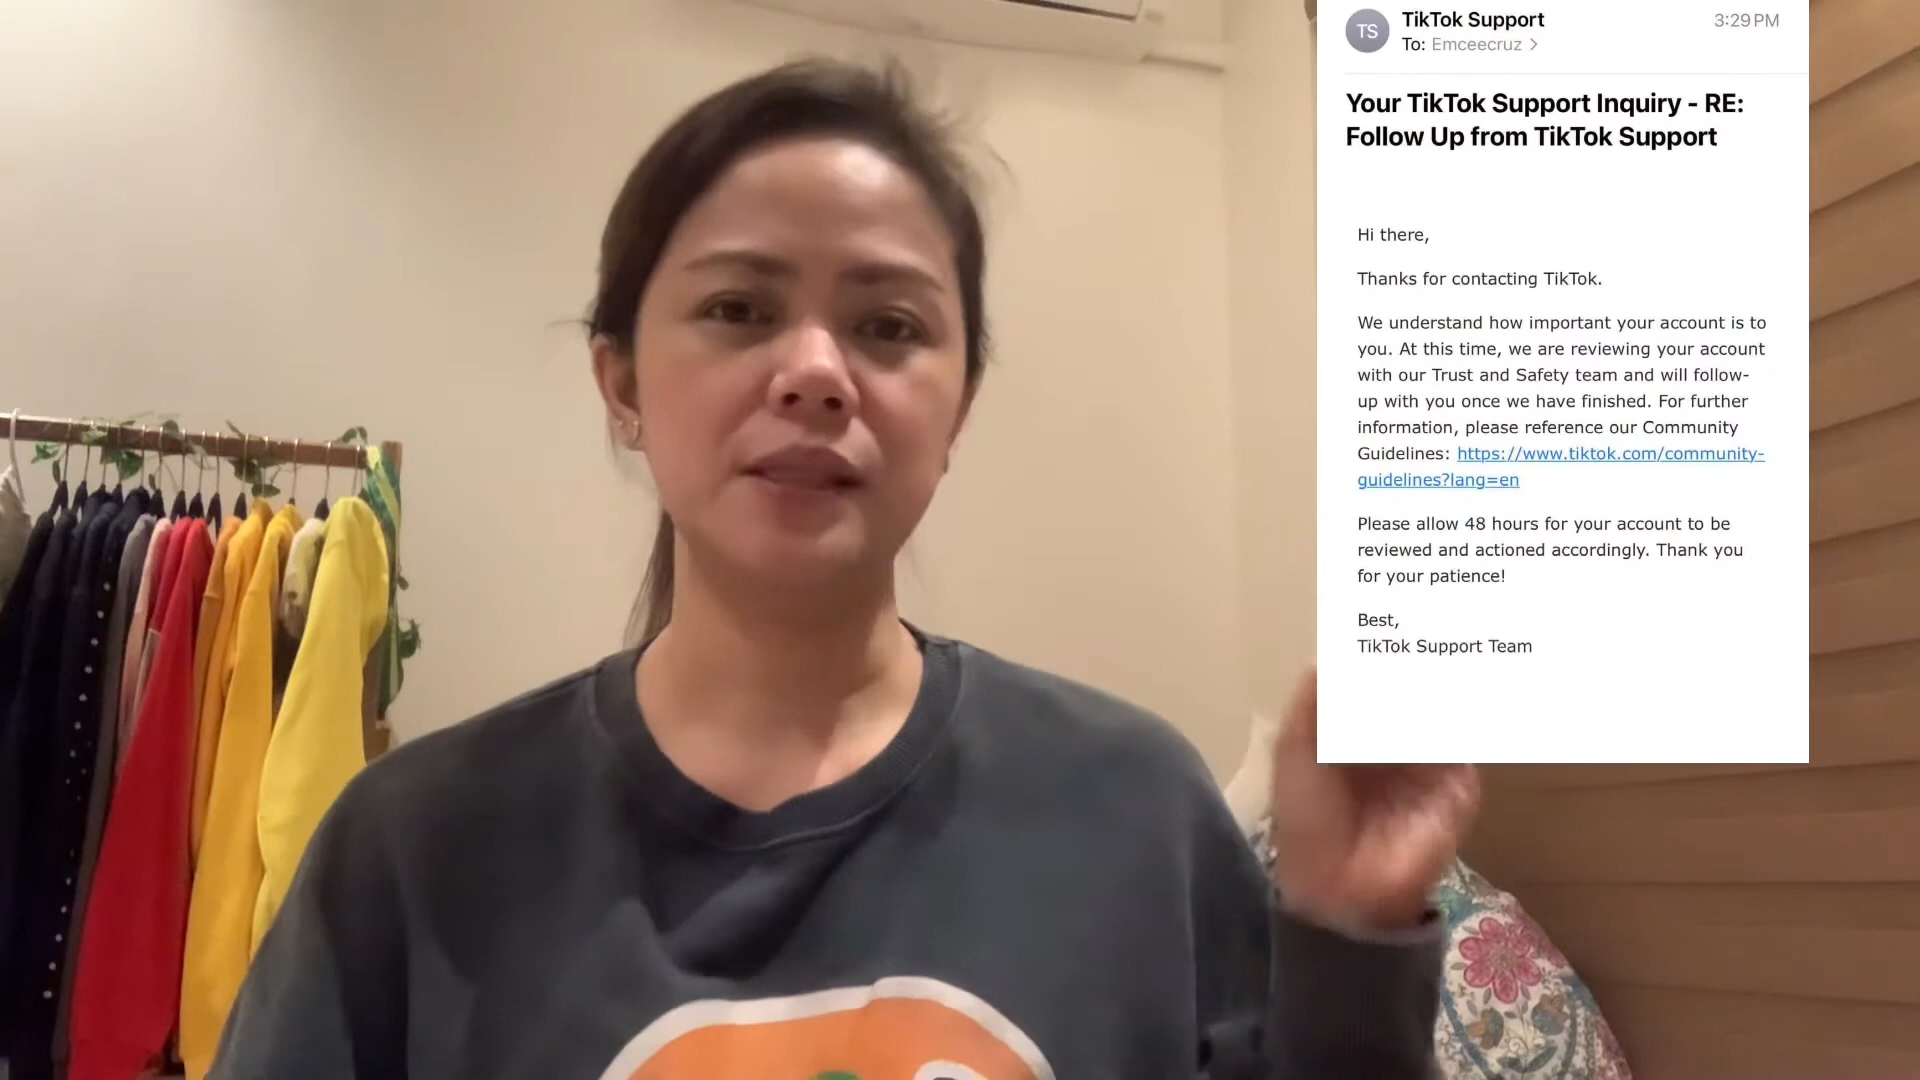 TS
TikTok Support
3:29 PM
To: Emceecruz >
Your TikTok Support Inquiry - RE:
Follow Up from TikTok Support
Hi there,
Thanks for contacting TikTok.
We understand how important your account is to
you. At this time, we are reviewing your account
with our Trust and Safety team and will follow-
up with you once we have finished. For further
information, please reference our Community
Guidelines: https://www.tiktok.com/community-
guidelines?lang=en
Please allow 48 hours for your account to be
reviewed and actioned accordingly. Thank you
for your patience!
Best,
TikTok Support Team